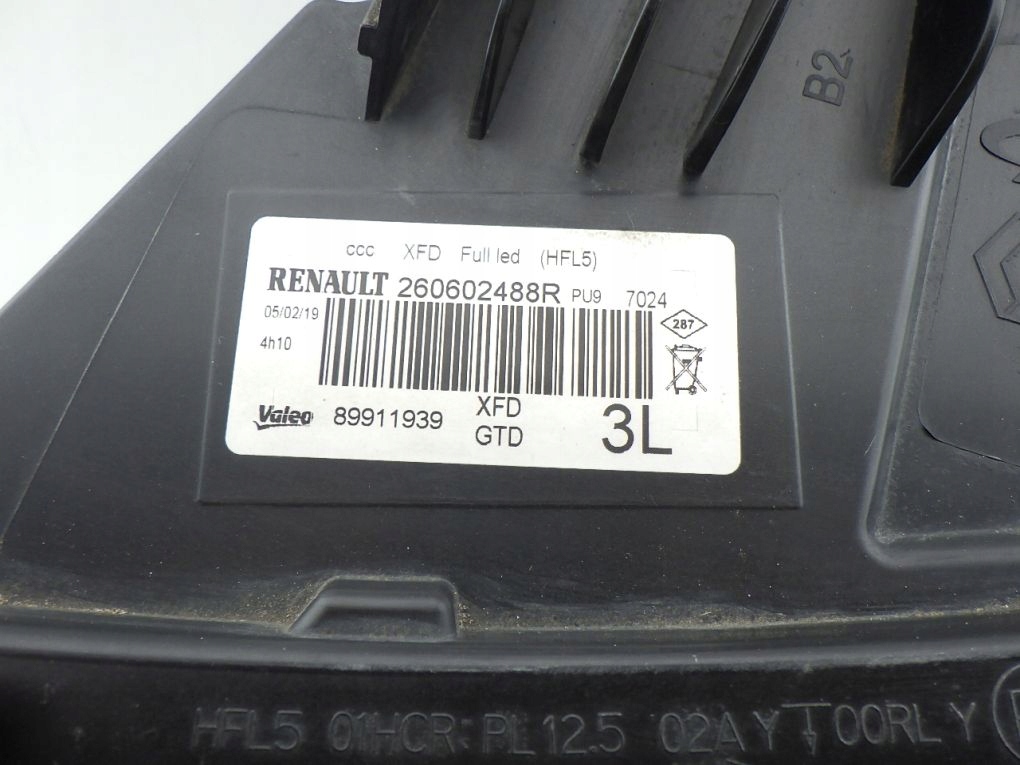 B2
ccc XFD Full led (HFL5)
RENAULT 260602488R PU9 7024
05/02/19
287
4h10
Valeo 89911939 XFD
GTD
3L
HFL5 01HCR PL 12.5 02A Y 00RL Y